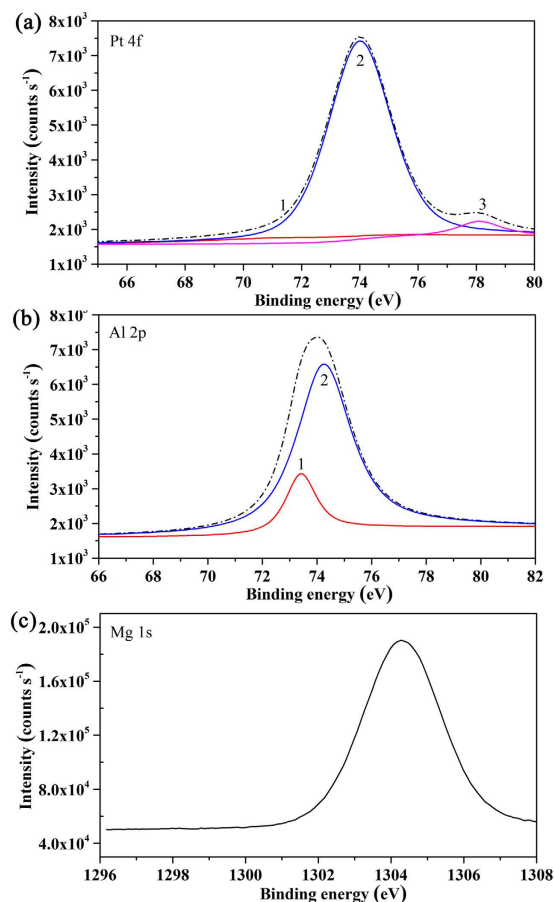 (a)
Pt 4f
8x10³
7x10³
6x10³
5x10³
4x10³
3x10³
2x10³
1x10³
Intensity (counts s⁻¹)
1
2
3
66 68 70 72 74 76 78 80
Binding energy (eV)
(b)
Al 2p
8x10³
7x10³
6x10³
5x10³
4x10³
3x10³
2x10³
1x10³
Intensity (counts s⁻¹)
1
2
66 68 70 72 74 76 78 80 82
Binding energy (eV)
(c)
Mg 1s
2.0x10⁵
1.6x10⁵
1.2x10⁵
8.0x10⁴
4.0x10⁴
Intensity (counts s⁻¹)
1296 1298 1300 1302 1304 1306 1308
Binding energy (eV)